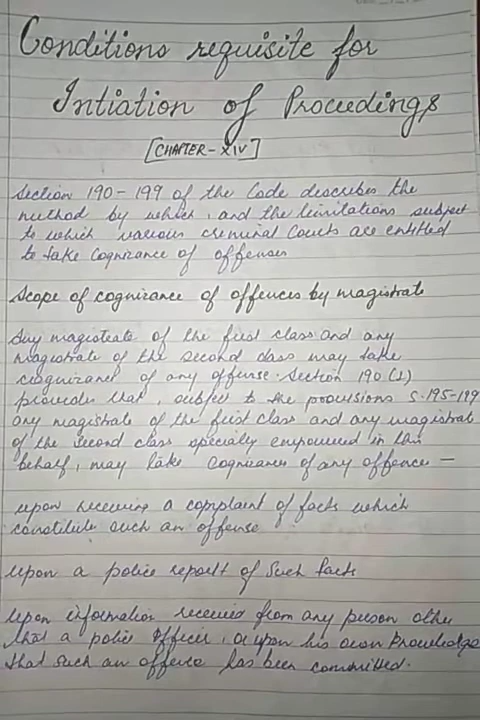 Conditions requisite for
Intiation of Proceedings
[CHAPTER-XIV]
Section 190-199 of the Code describes the
method by which, and the limitations subject
to which various criminal Courts are entitled
to take Cognizance of offenses
Scope of cognizance of offences by magistrate
Any magistrate of the first class and any
magistrate of the second class may take
cognizance of any offense. Section 190 (1)
provides that, subject to the provisions S-195-199
any magistrate of the first class and any magistrate
of the second class specially empowered in this
behalf, may take Cognizance of any offence —
upon receiving a complaint of facts which
constitute such an offense
Upon a police report of such facts
Upon information received from any person other
that a police officer, or upon his own knowledge
that such an offence has been committed.